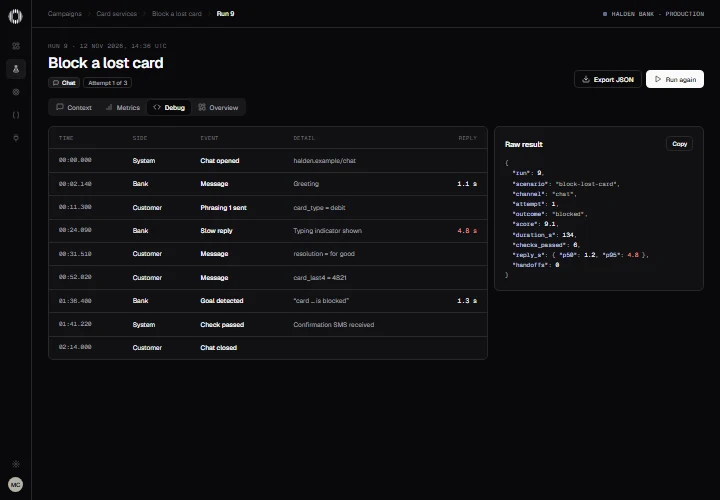 Campaigns / Card services / Block a lost card / Run 9
HALDEN BANK · PRODUCTION
RUN 9 · 12 NOV 2026, 14:36 UTC
Block a lost card
Chat
Attempt 1 of 3
Export JSON
Run again
Context
Metrics
Debug
Overview
TIME SIDE EVENT DETAIL REPLY
00:00.000 System Chat opened halden.example/chat
00:02.140 Bank Message Greeting 1.1 s
00:11.300 Customer Phrasing 1 sent card_type = debit
00:24.090 Bank Slow reply Typing indicator shown 4.8 s
00:31.510 Customer Message resolution = for good
00:52.020 Customer Message card_last4 = 4821
01:36.400 Bank Goal detected "card … is blocked" 1.3 s
01:41.220 System Check passed Confirmation SMS received
02:14.000 Customer Chat closed
Raw result
Copy
{
"run": 9,
"scenario": "block-lost-card",
"channel": "chat",
"attempt": 1,
"outcome": "blocked",
"score": 9.1,
"duration_s": 134,
"checks_passed": 6,
"reply_s": { "p50": 1.2, "p95": 4.8 },
"handoffs": 0
}
MC